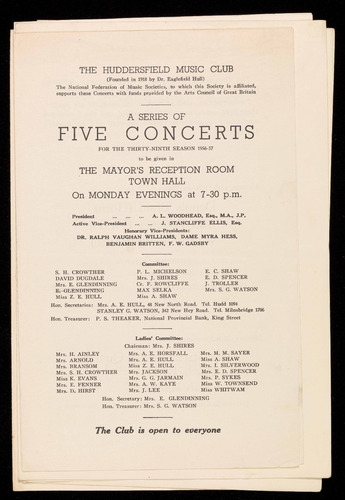 THE HUDDERSFIELD MUSIC CLUB
(Founded in 1918 by Dr. Eaglefield Hull)
The National Federation of Music Societies, to which this Society is affiliated,
supports these Concerts with funds provided by the Arts Council of Great Britain
A SERIES OF
FIVE CONCERTS
FOR THE THIRTY-NINTH SEASON 1956-57
to be given in
THE MAYOR'S RECEPTION ROOM
TOWN HALL
On MONDAY EVENINGS at 7-30 p.m.
President ... ... ... A. L. WOODHEAD, Esq., M.A., J.P.
Active Vice-President ... J. STANCLIFFE ELLIS, Esq.
Honorary Vice-Presidents:
DR. RALPH VAUGHAN WILLIAMS, DAME MYRA HESS,
BENJAMIN BRITTEN, F. W. GADSBY
Committee:
S. H. CROWTHER P. L. MICHELSON E. C. SHAW
DAVID DUGDALE Mrs. J. SHIRES E. D. SPENCER
Mrs. E. GLENDINNING Cr. F. ROWCLIFFE J. TROLLER
E. GLENDINNING MAX SELKA Mrs. S. G. WATSON
Miss Z. E. HULL Miss A. SHAW
Hon. Secretaries: Mrs. A. K. HULL, 48 New North Road. Tel. Hudd 1094
STANLEY G. WATSON, 342 New Hey Road. Tel. Milnsbridge 1706
Hon. Treasurer: P. S. THEAKER, National Provincial Bank, King Street
Ladies' Committee:
Chairman: Mrs. J. SHIRES
Mrs. H. AINLEY Mrs. A. E. HORSFALL Mrs. M. M. SAYER
Mrs. ARNOLD Mrs. A. K. HULL Miss A. SHAW
Mrs. BRANSOM Miss Z. E. HULL Mrs. I. SILVERWOOD
Mrs. S. H. CROWTHER Mrs. JACKSON Mrs. E. D. SPENCER
Miss K. EVANS Mrs. G. G. JARMAIN Mrs. P. SYKES
Mrs. E. FENNER Mrs. A. W. KAYE Miss W. TOWNSEND
Mrs. D. HIRST Mrs. J. LEE Miss WHITWAM
Hon. Secretary: Mrs. E. GLENDINNING
Hon. Treasurer: Mrs. S. G. WATSON
The Club is open to everyone